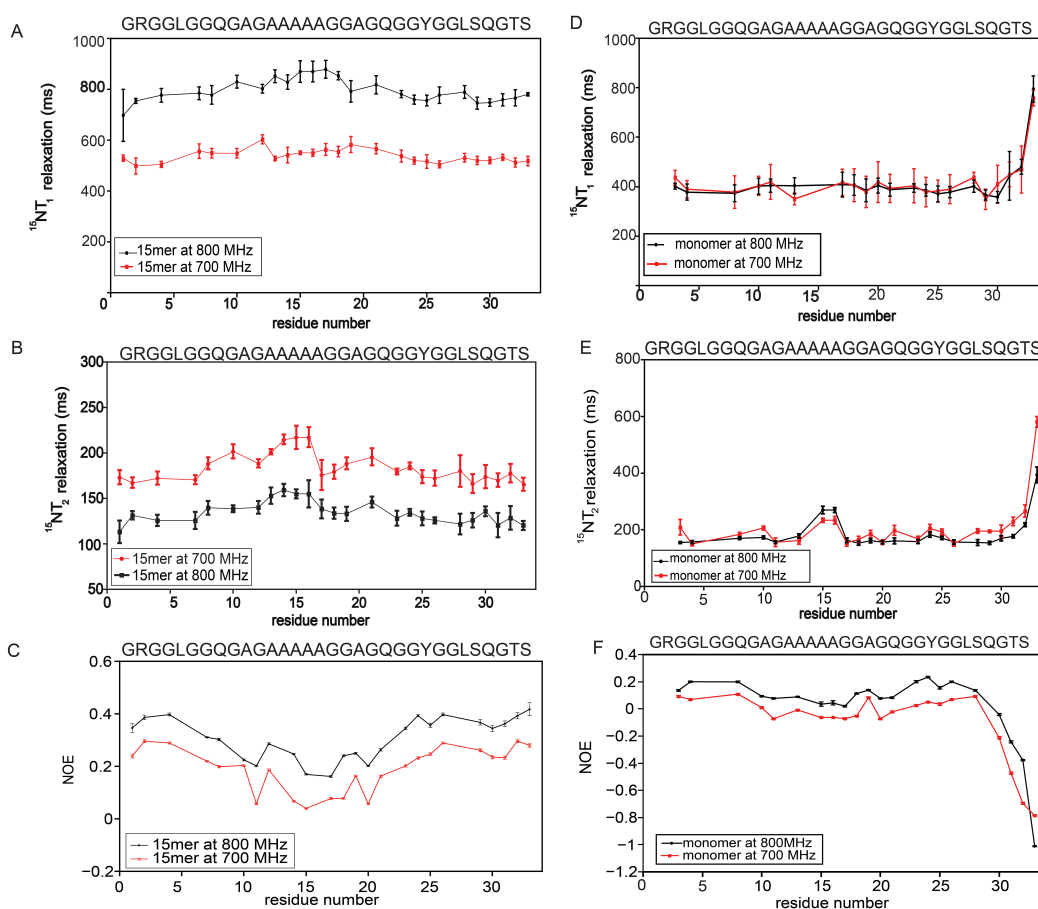 A
GRGGLGGQGAGAAAAAAGGAGQGGYGGLSQGTS
1000
800
600
400
200
15NT1 relaxation (ms)
15mer at 800 MHz
15mer at 700 MHz
0 5 10 15 20 25 30
residue number
B
GRGGLGGQGAGAAAAAGGAGQGGYGGLSQGTS
300
250
200
150
100
50
15NT2 relaxation (ms)
15mer at 700 MHz
15mer at 800 MHz
0 5 10 15 20 25 30
residue number
C
GRGGLGGQGAGAAAAAAGGAGQGGYGGLSQGTS
0.6
0.4
0.2
0
−0.2
NOE
15mer at 800 MHz
15mer at 700 MHz
0 5 10 15 20 25 30
residue number
D
GRGGLGGQGAGAAAAAAGGAGQGGYGGLSQGTS
1000
800
600
400
200
0
15NT1 relaxation (ms)
monomer at 800 MHz
monomer at 700 MHz
0 5 10 15 20 25 30
residue number
E
GRGGLGGQGAGAAAAAAGGAGQGGYGGLSQGTS
800
600
400
200
0
15NT2 relaxation (ms)
monomer at 800 MHz
monomer at 700 MHz
0 5 10 15 20 25 30
residue number
F
GRGGLGGQGAGAAAAAAGGAGQGGYGGLSQGTS
0.4
0.2
0
−0.2
−0.4
−0.6
−0.8
−1
−1.2
NOE
monomer at 800MHz
monomer at 700 MHz
0 5 10 15 20 25 30
residue number